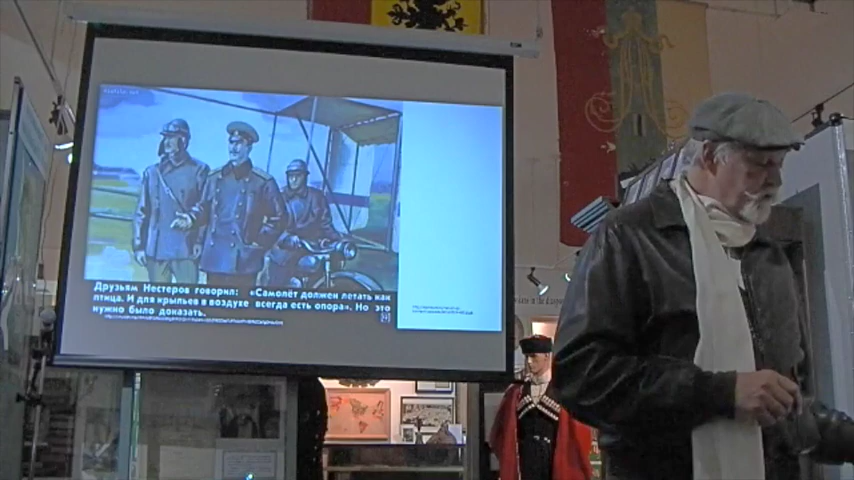 Друзьям Нестеров говорил: «Самолёт должен летать как
птица. И для крыльев в воздухе всегда есть опора». Но это
нужно было доказать.